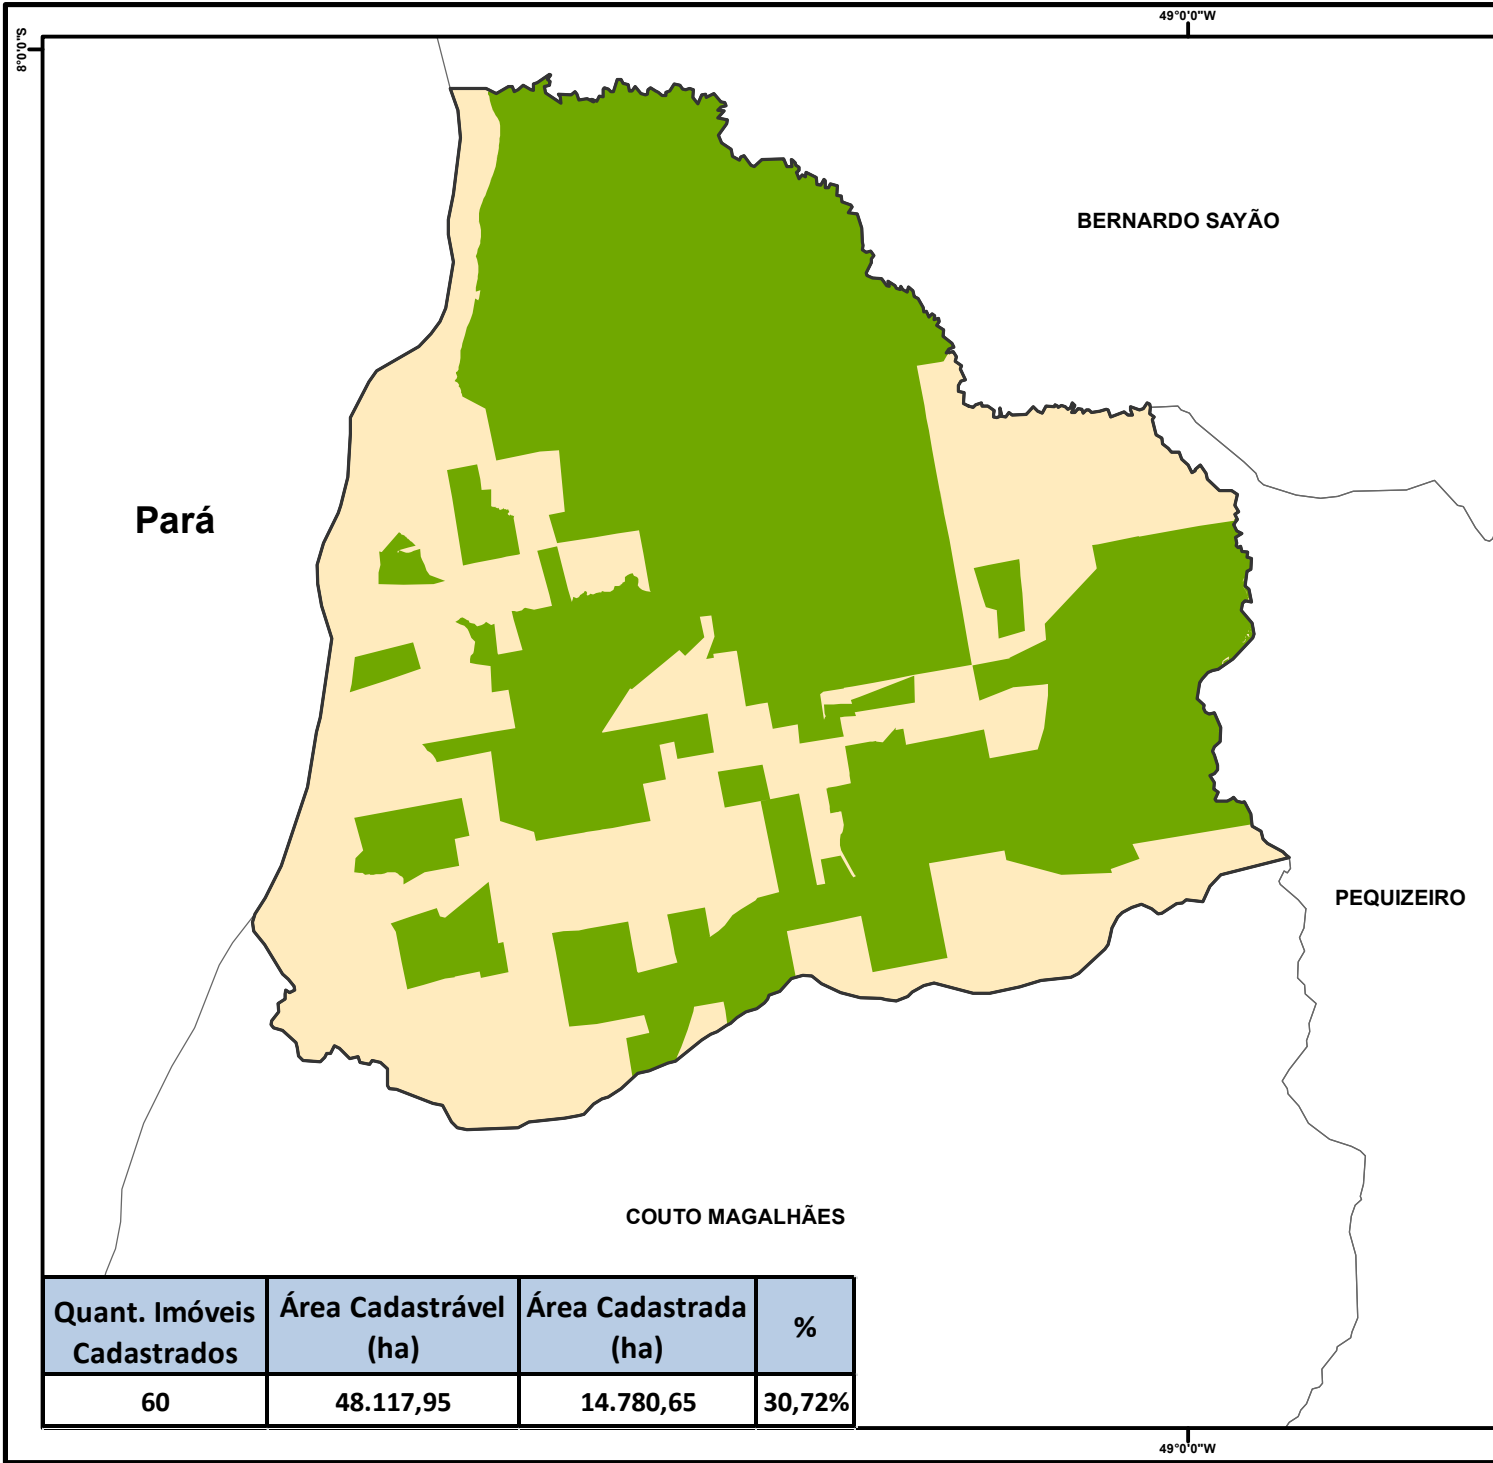 49°0'0"W
8°0'0"S
BERNARDO SAYÃO
Pará
PEQUIZEIRO
COUTO MAGALHÃES
Quant. Imóveis Cadastrados
Área Cadastrável (ha)
Área Cadastrada (ha)
%
60
48.117,95
14.780,65
30,72%
49°0'0"W